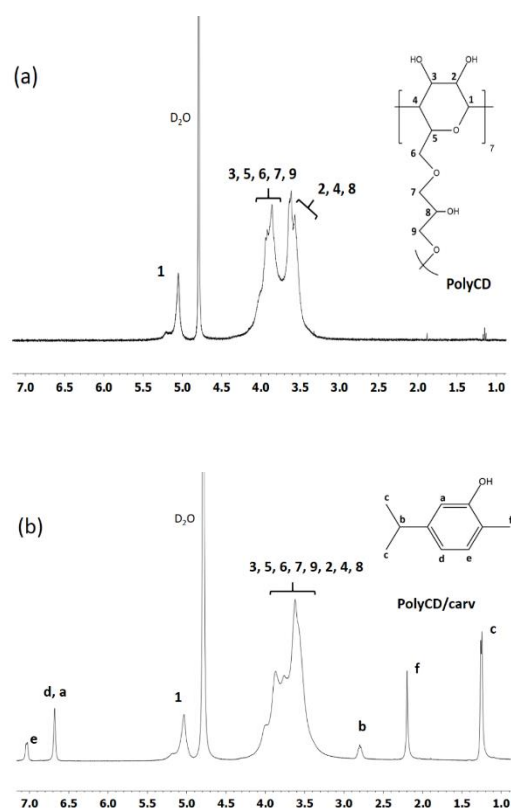 (a)
D2O
3, 5, 6, 7, 9
2, 4, 8
1
HO
OH
3
2
4
1
5
O
7
6
O
7
8
OH
9
O
PolyCD
7.0 6.5 6.0 5.5 5.0 4.5 4.0 3.5 3.0 2.5 2.0 1.5 1.0
(b)
D2O
3, 5, 6, 7, 9, 2, 4, 8
OH
c
a
b
f
c
d
e
PolyCD/carv
c
d, a
1
f
e
b
7.0 6.5 6.0 5.5 5.0 4.5 4.0 3.5 3.0 2.5 2.0 1.5 1.0